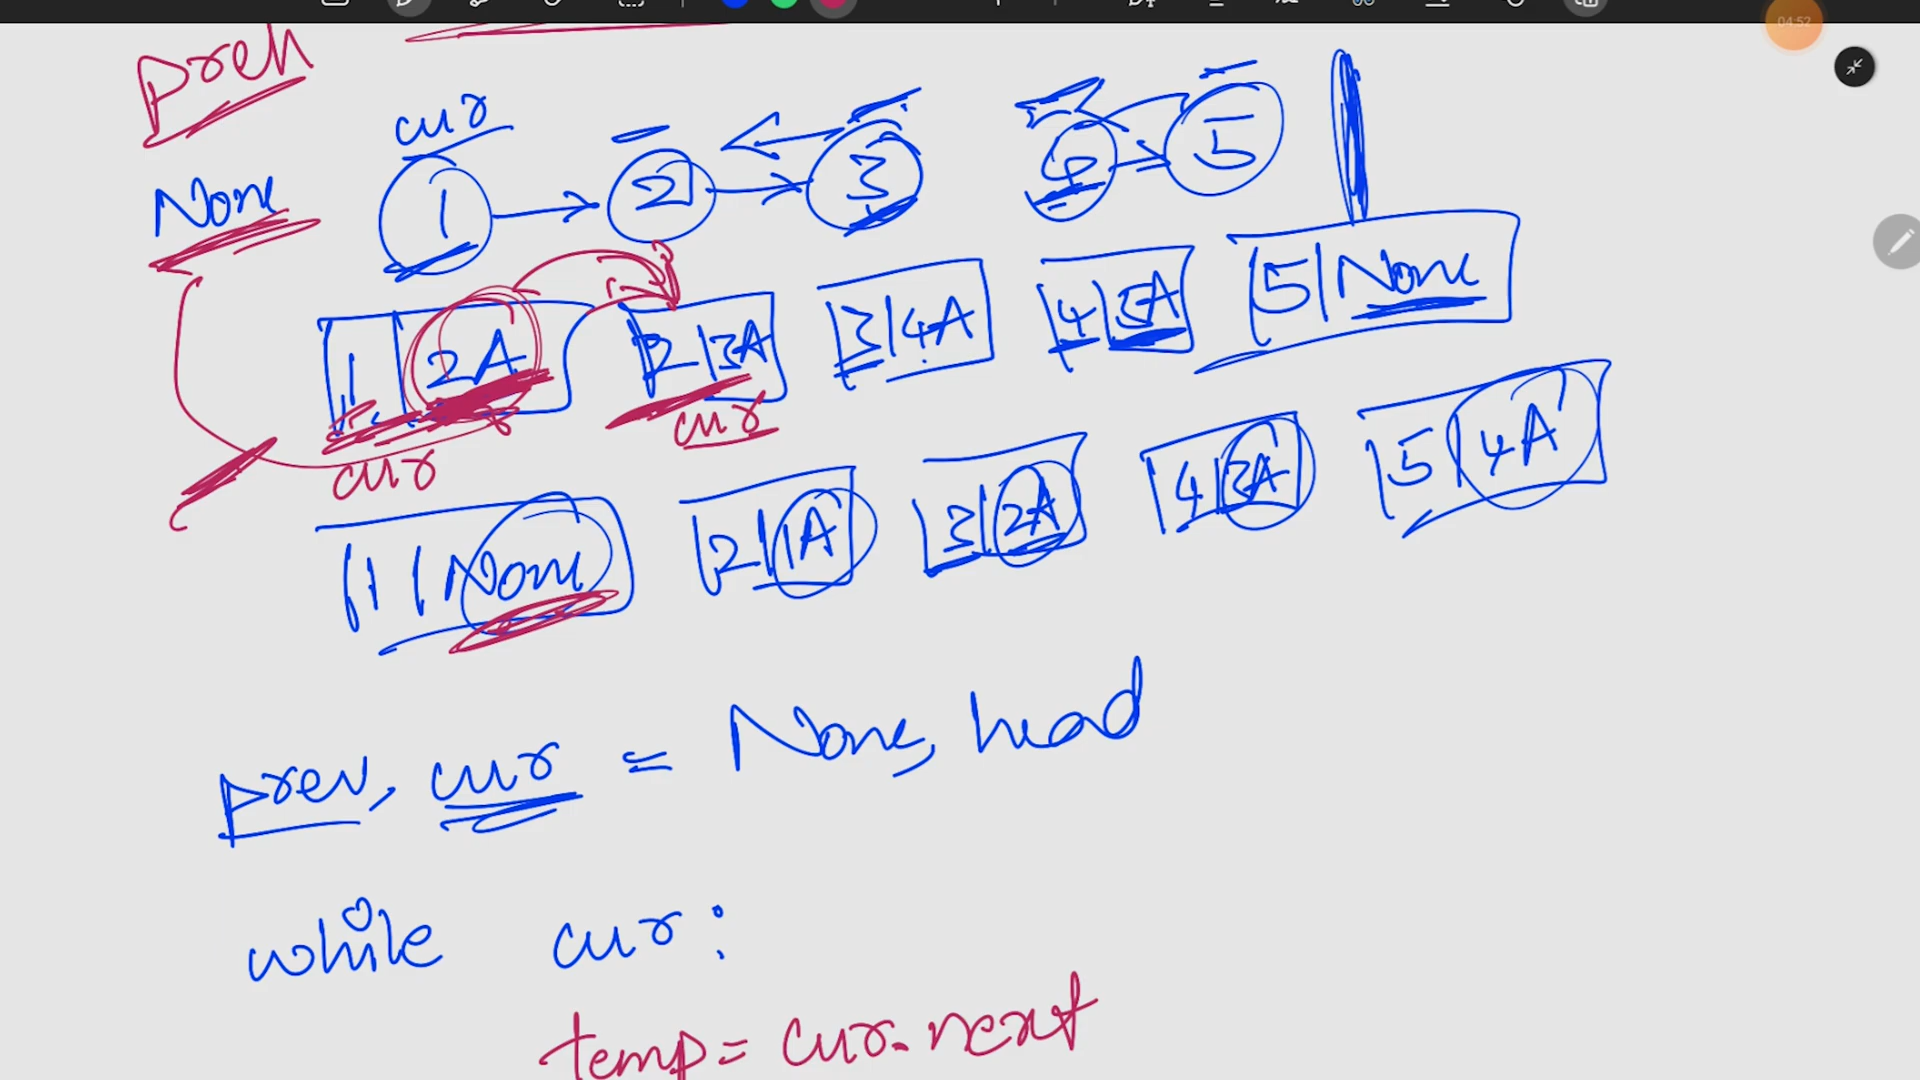 04:52
prev
cur
None
1 2 3 4 5
1 2A 2 3A 3 4A 4 5A 5 None
cur cur
1 None 2 1A 3 2A 4 3A 5 4A
prev, cur = None, head
while cur:
temp = cur.next